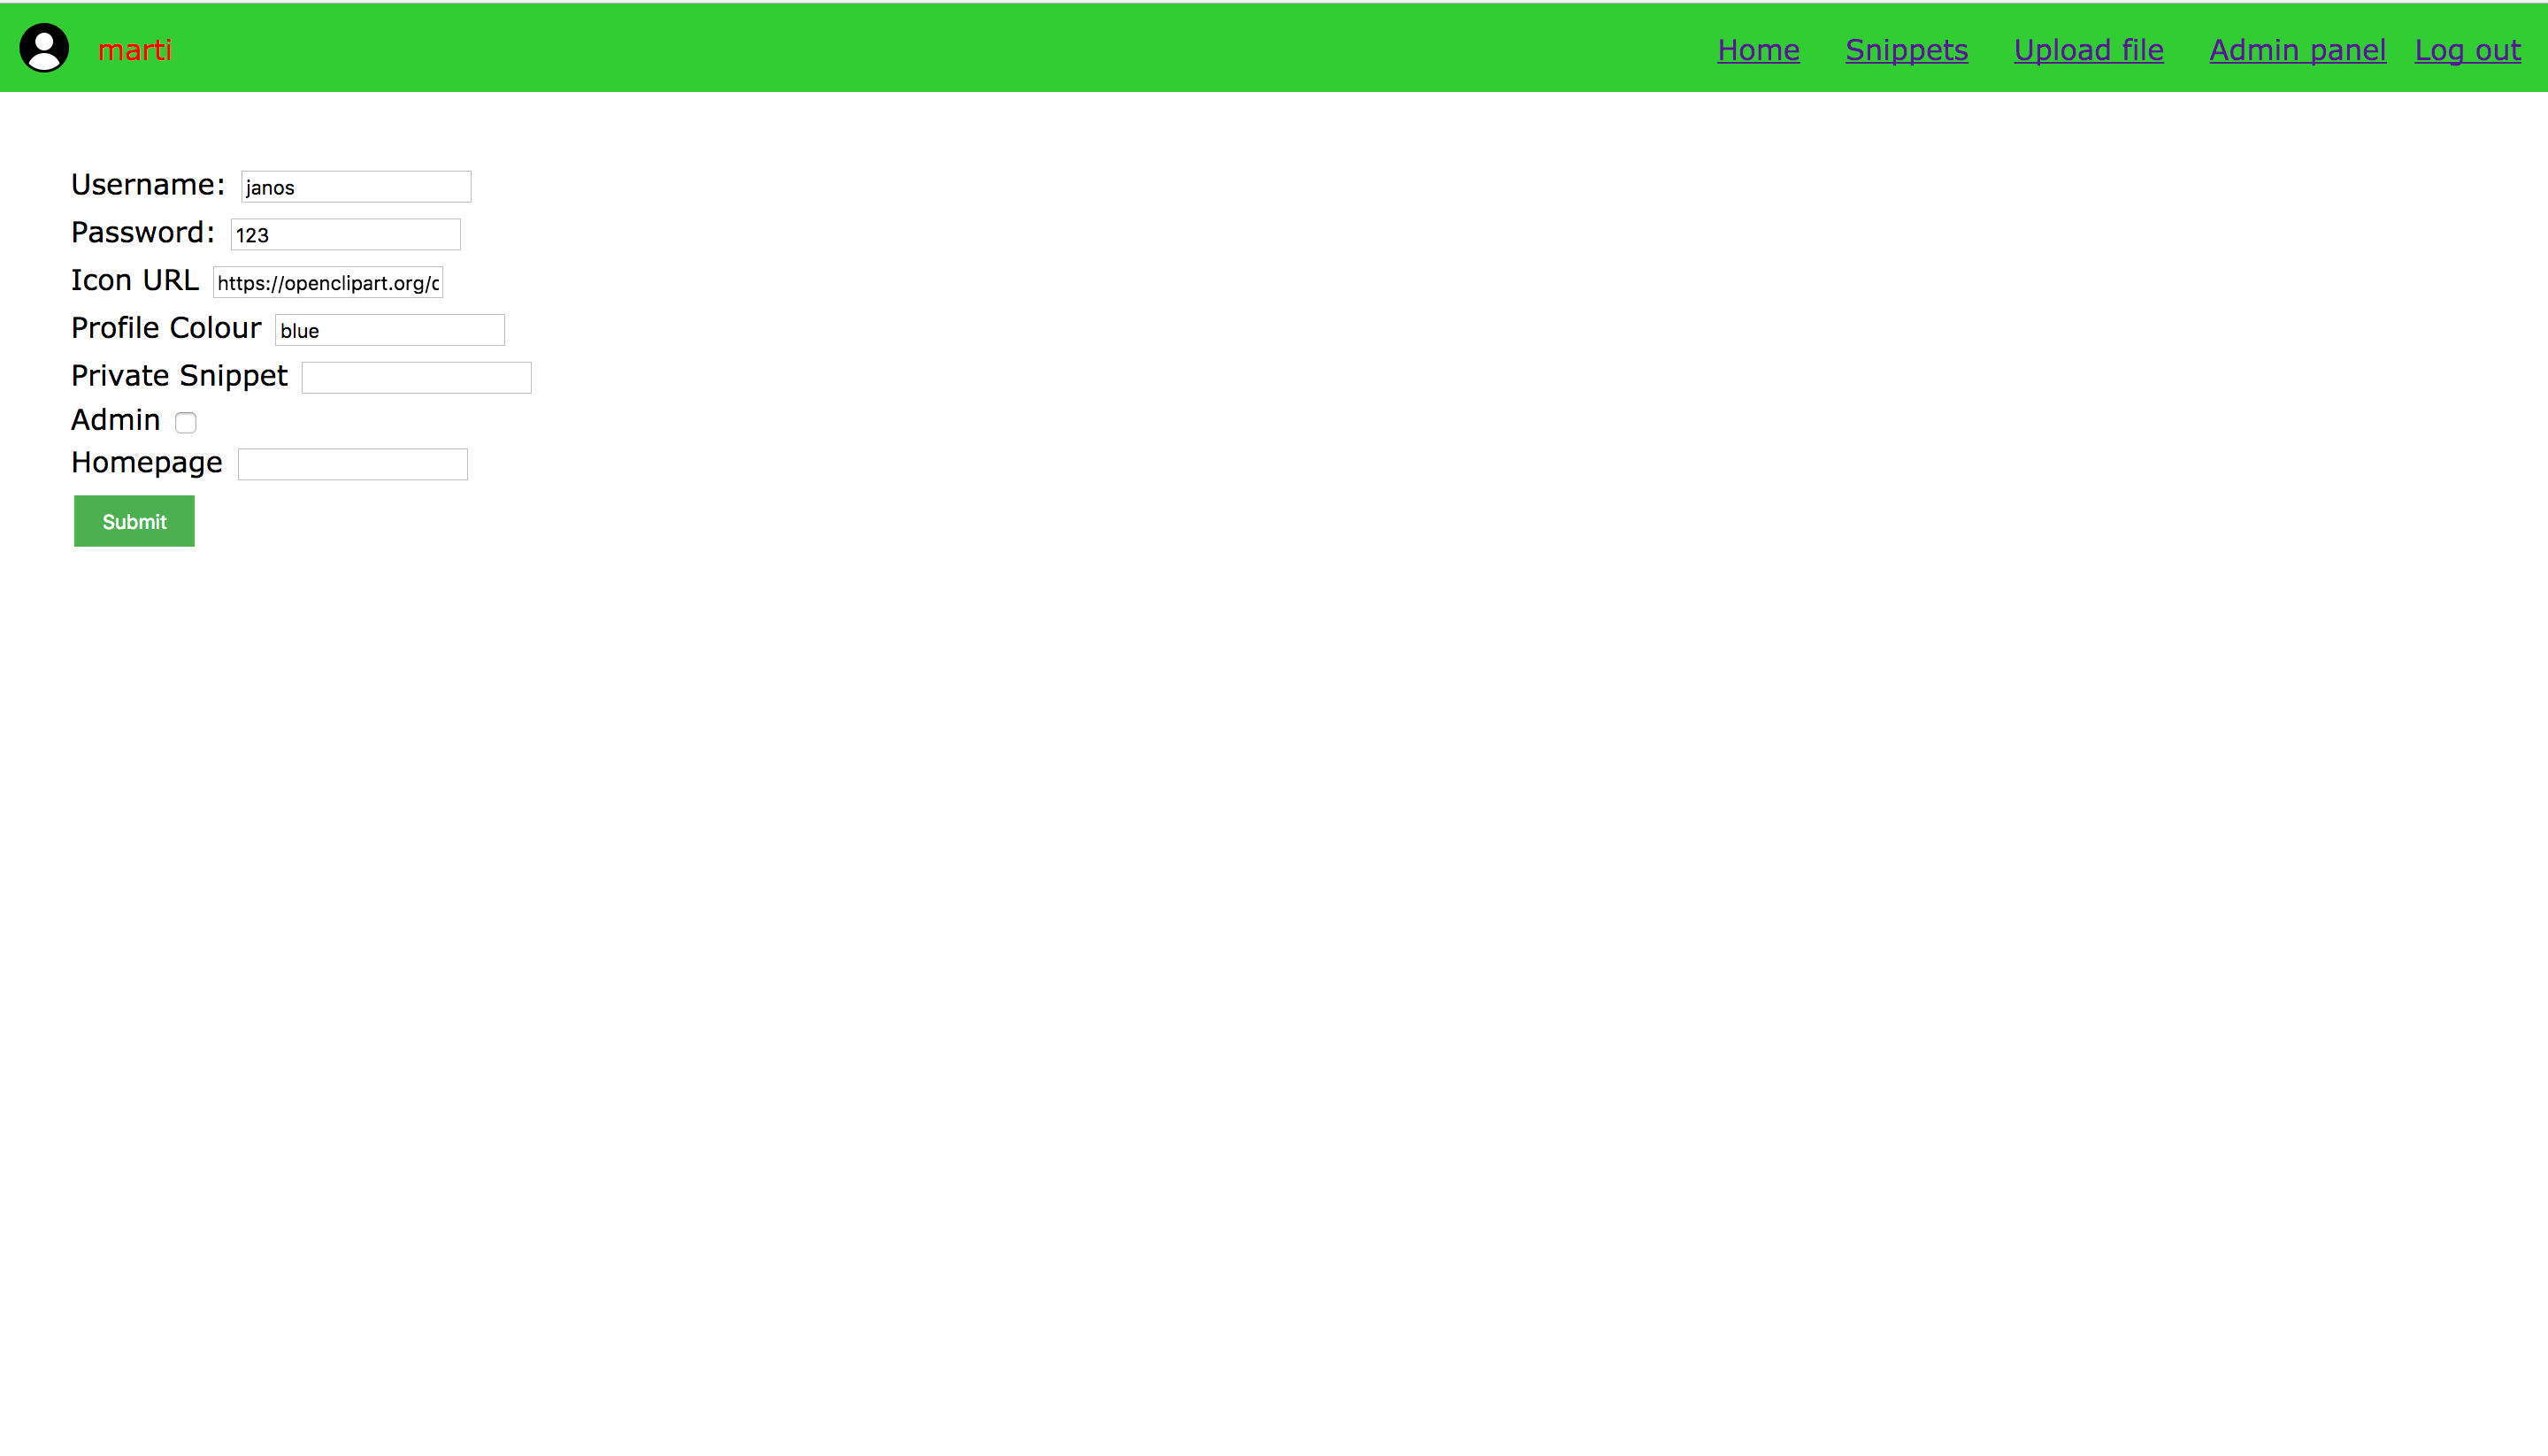 marti Home Snippets Upload file Admin panel Log out
Username: janos
Password: 123
Icon URL https://openclipart.org/
Profile Colour blue
Private Snippet
Admin
Homepage
Submit